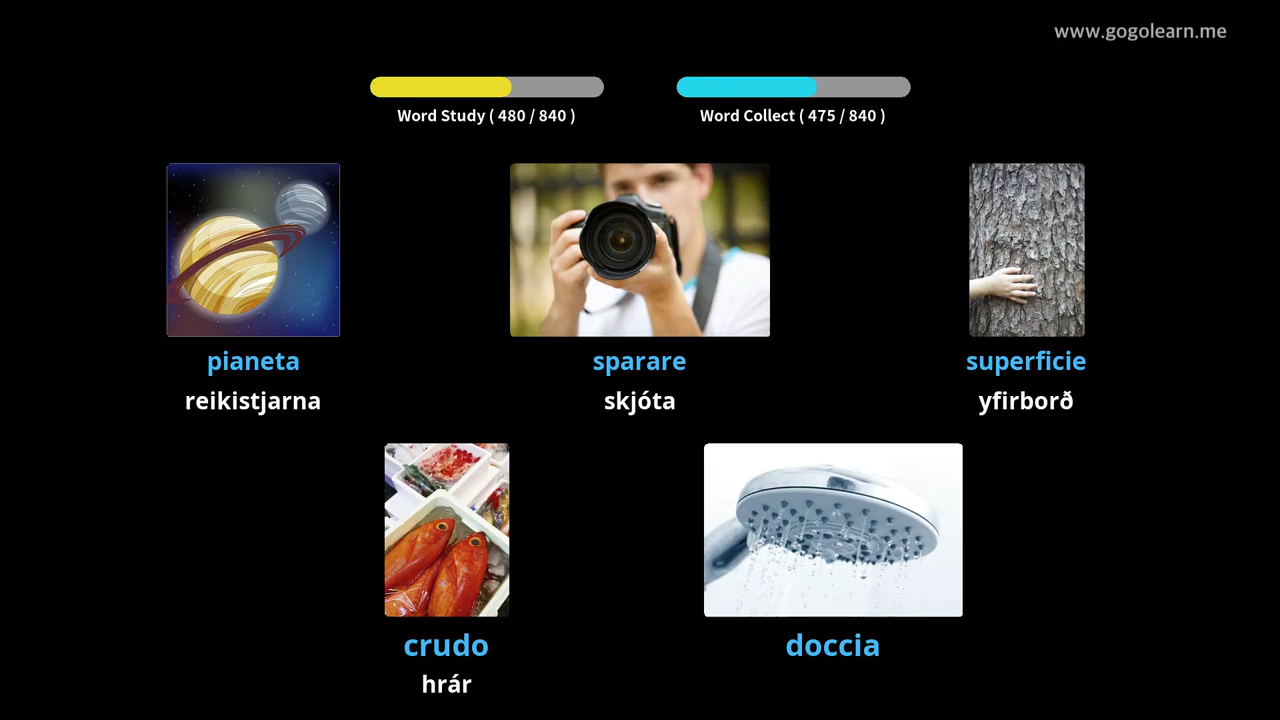 www.gogolearn.me
Word Study ( 480 / 840 )
Word Collect ( 475 / 840 )
pianeta
reikistjarna
sparare
skjóta
superficie
yfirborð
crudo
hrár
doccia